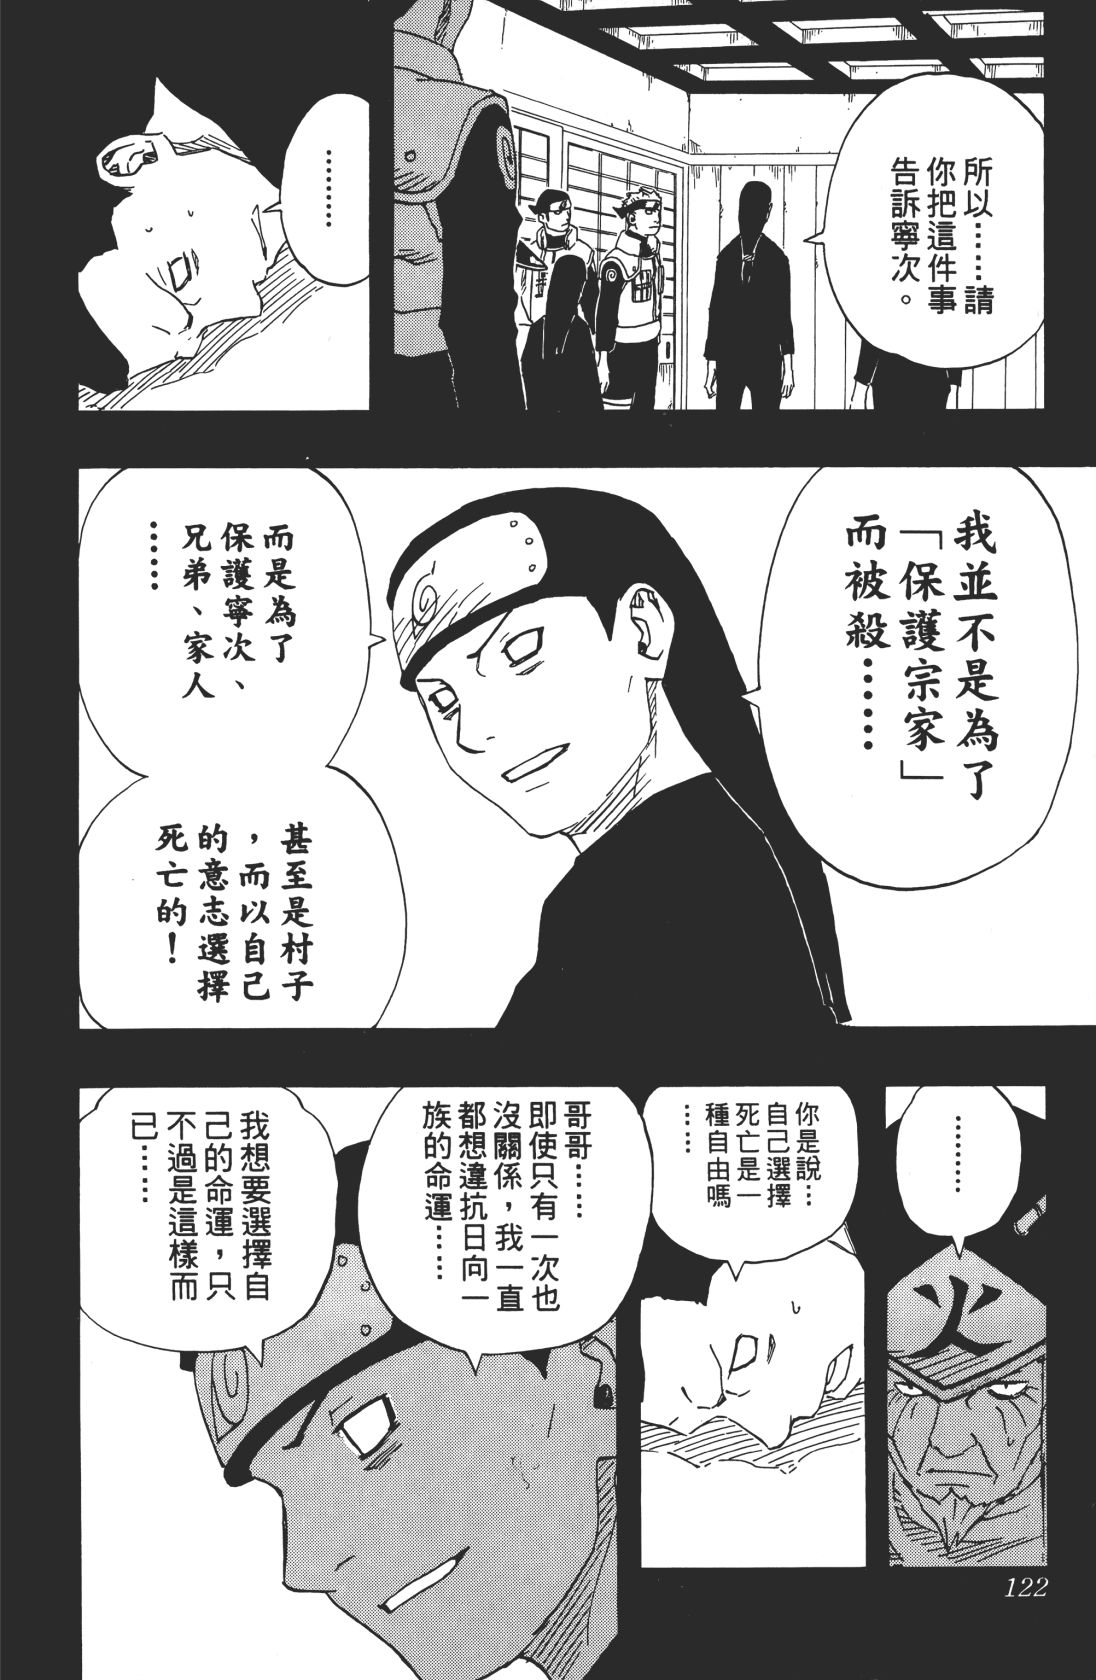 所以……請
你把這件事
告訴寧次。
………
我並不是為了
「保護宗家」
而被殺……
而是為了
保護寧次、
兄弟、家人
……
甚至是村子
，而以自己
的意志選擇
死亡的！
………
火
你是說…
自己選擇
死亡是一
種自由嗎
……
哥哥……
即使只有一次也
沒關係，我一直
都想違抗日向一
族的命運……
我想要選擇自
己的命運，只
不過是這樣而
已……
122